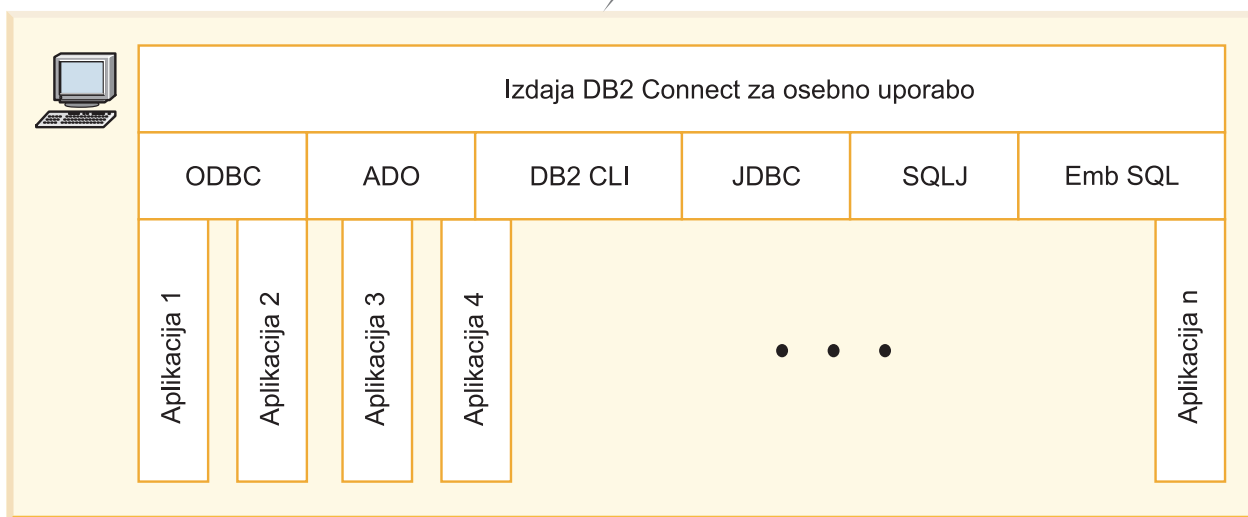 Izdaja DB2 Connect za osebno uporabo
ODBC
ADO
DB2 CLI
JDBC
SQLJ
Emb SQL
Aplikacija 1
Aplikacija 2
Aplikacija 3
Aplikacija 4
• • •
Aplikacija n